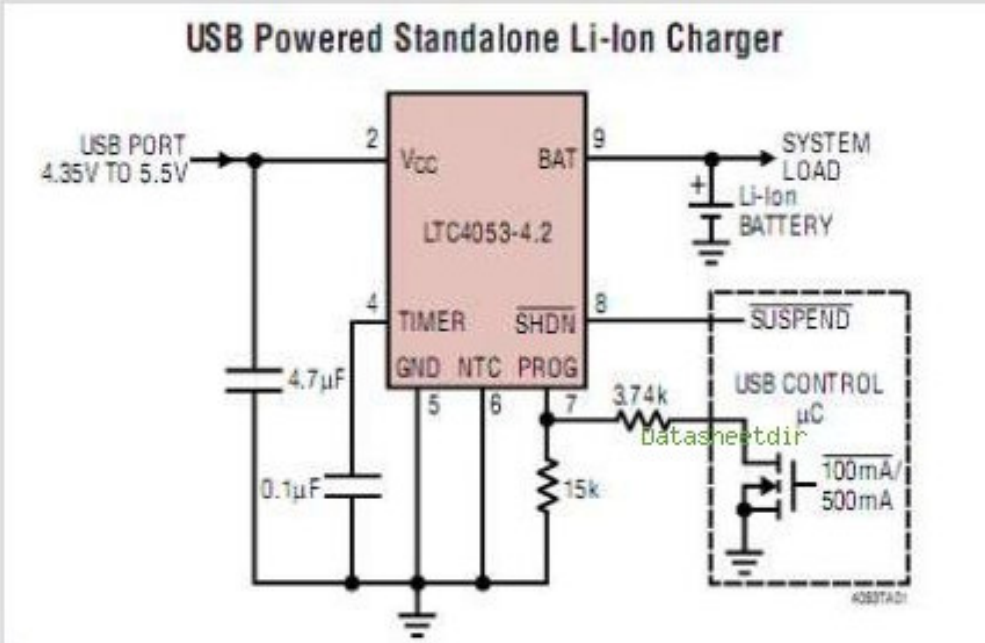 USB Powered Standalone Li-Ion Charger
USB PORT
4.35V TO 5.5V
2
VCC
BAT
9
SYSTEM
LOAD
+
Li-Ion
BATTERY
LTC4053-4.2
4
TIMER
SHDN
8
SUSPEND
GND NTC PROG
4.7μF
5
6
7
3.74k
USB CONTROL
μC
Datasheetdir
0.1μF
15k
100mA/
500mA
4053TA01